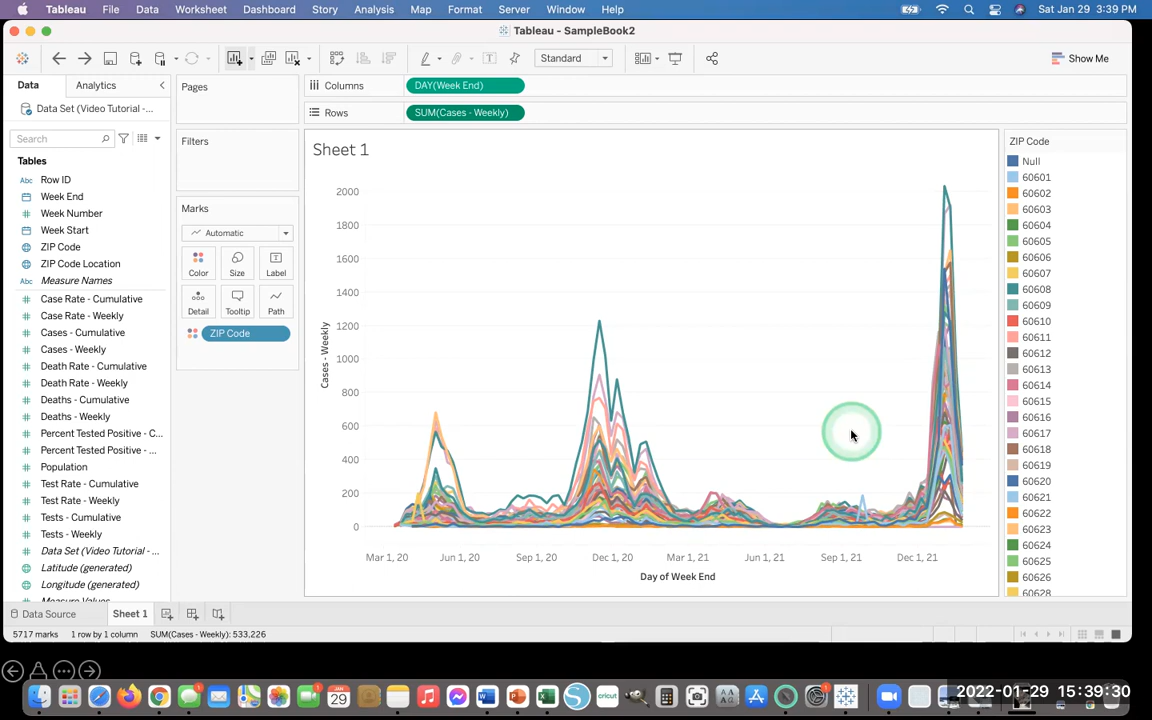 Tableau File Data Worksheet Dashboard Story Analysis Map Format Server Window Help Sat Jan 29 3:39 PM
Tableau - SampleBook2
Standard Show Me
Data Analytics
Data Set (Video Tutorial -...
Search
Tables
Abc Row ID
Week End
Week Number
Week Start
ZIP Code
ZIP Code Location
Abc Measure Names
Case Rate - Cumulative
Case Rate - Weekly
Cases - Cumulative
Cases - Weekly
Death Rate - Cumulative
Death Rate - Weekly
Deaths - Cumulative
Deaths - Weekly
Percent Tested Positive - C...
Percent Tested Positive - ...
Population
Test Rate - Cumulative
Test Rate - Weekly
Tests - Cumulative
Tests - Weekly
Data Set (Video Tutorial - ...
Latitude (generated)
Longitude (generated)
Measure Values
Pages
Filters
Marks
Automatic
Color Size Label
Detail Tooltip Path
ZIP Code
Columns DAY(Week End)
Rows SUM(Cases - Weekly)
Sheet 1
2000
1800
1600
1400
1200
1000
800
600
400
200
0
Cases - Weekly
Mar 1, 20 Jun 1, 20 Sep 1, 20 Dec 1, 20 Mar 1, 21 Jun 1, 21 Sep 1, 21 Dec 1, 21
Day of Week End
ZIP Code
Null
60601
60602
60603
60604
60605
60606
60607
60608
60609
60610
60611
60612
60613
60614
60615
60616
60617
60618
60619
60620
60621
60622
60623
60624
60625
60626
60628
Data Source Sheet 1
5717 marks 1 row by 1 column SUM(Cases - Weekly): 533,226
JAN
29
cricut
2022-01-29 15:39:30